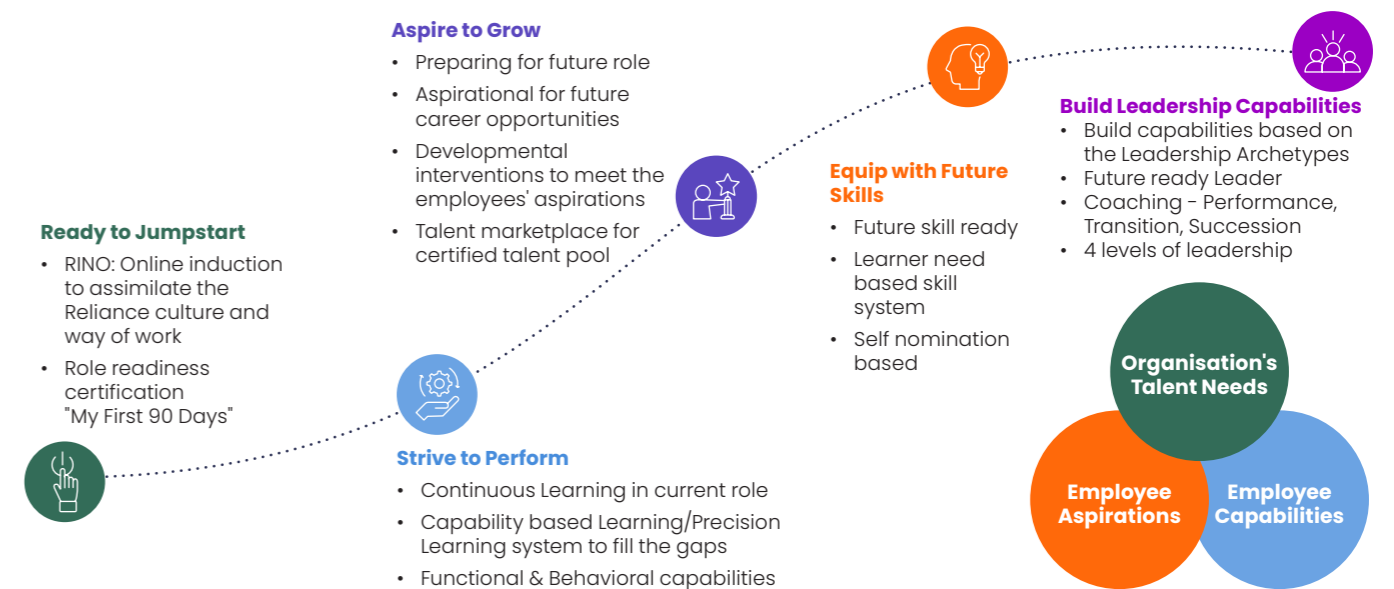 Ready to Jumpstart
• RINO: Online induction
to assimilate the
Reliance culture and
way of work
• Role readiness
certification
"My First 90 Days"
Strive to Perform
• Continuous Learning in current role
• Capability based Learning/Precision
Learning system to fill the gaps
• Functional & Behavioral capabilities
Aspire to Grow
• Preparing for future role
• Aspirational for future
career opportunities
• Developmental
interventions to meet the
employees' aspirations
• Talent marketplace for
certified talent pool
Equip with Future
Skills
• Future skill ready
• Learner need
based skill
system
• Self nomination
based
Build Leadership Capabilities
• Build capabilities based on
the Leadership Archetypes
• Future ready Leader
• Coaching - Performance,
Transition, Succession
• 4 levels of leadership
Organisation's
Talent Needs
Employee
Aspirations
Employee
Capabilities